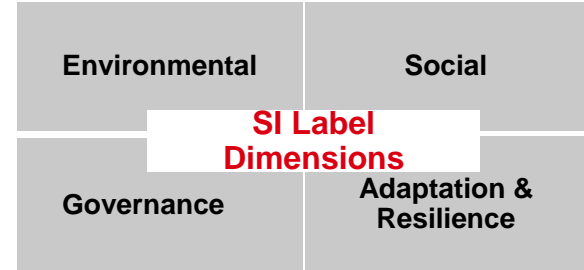 Environmental
Social
SI Label
Dimensions
Governance
Adaptation &
Resilience